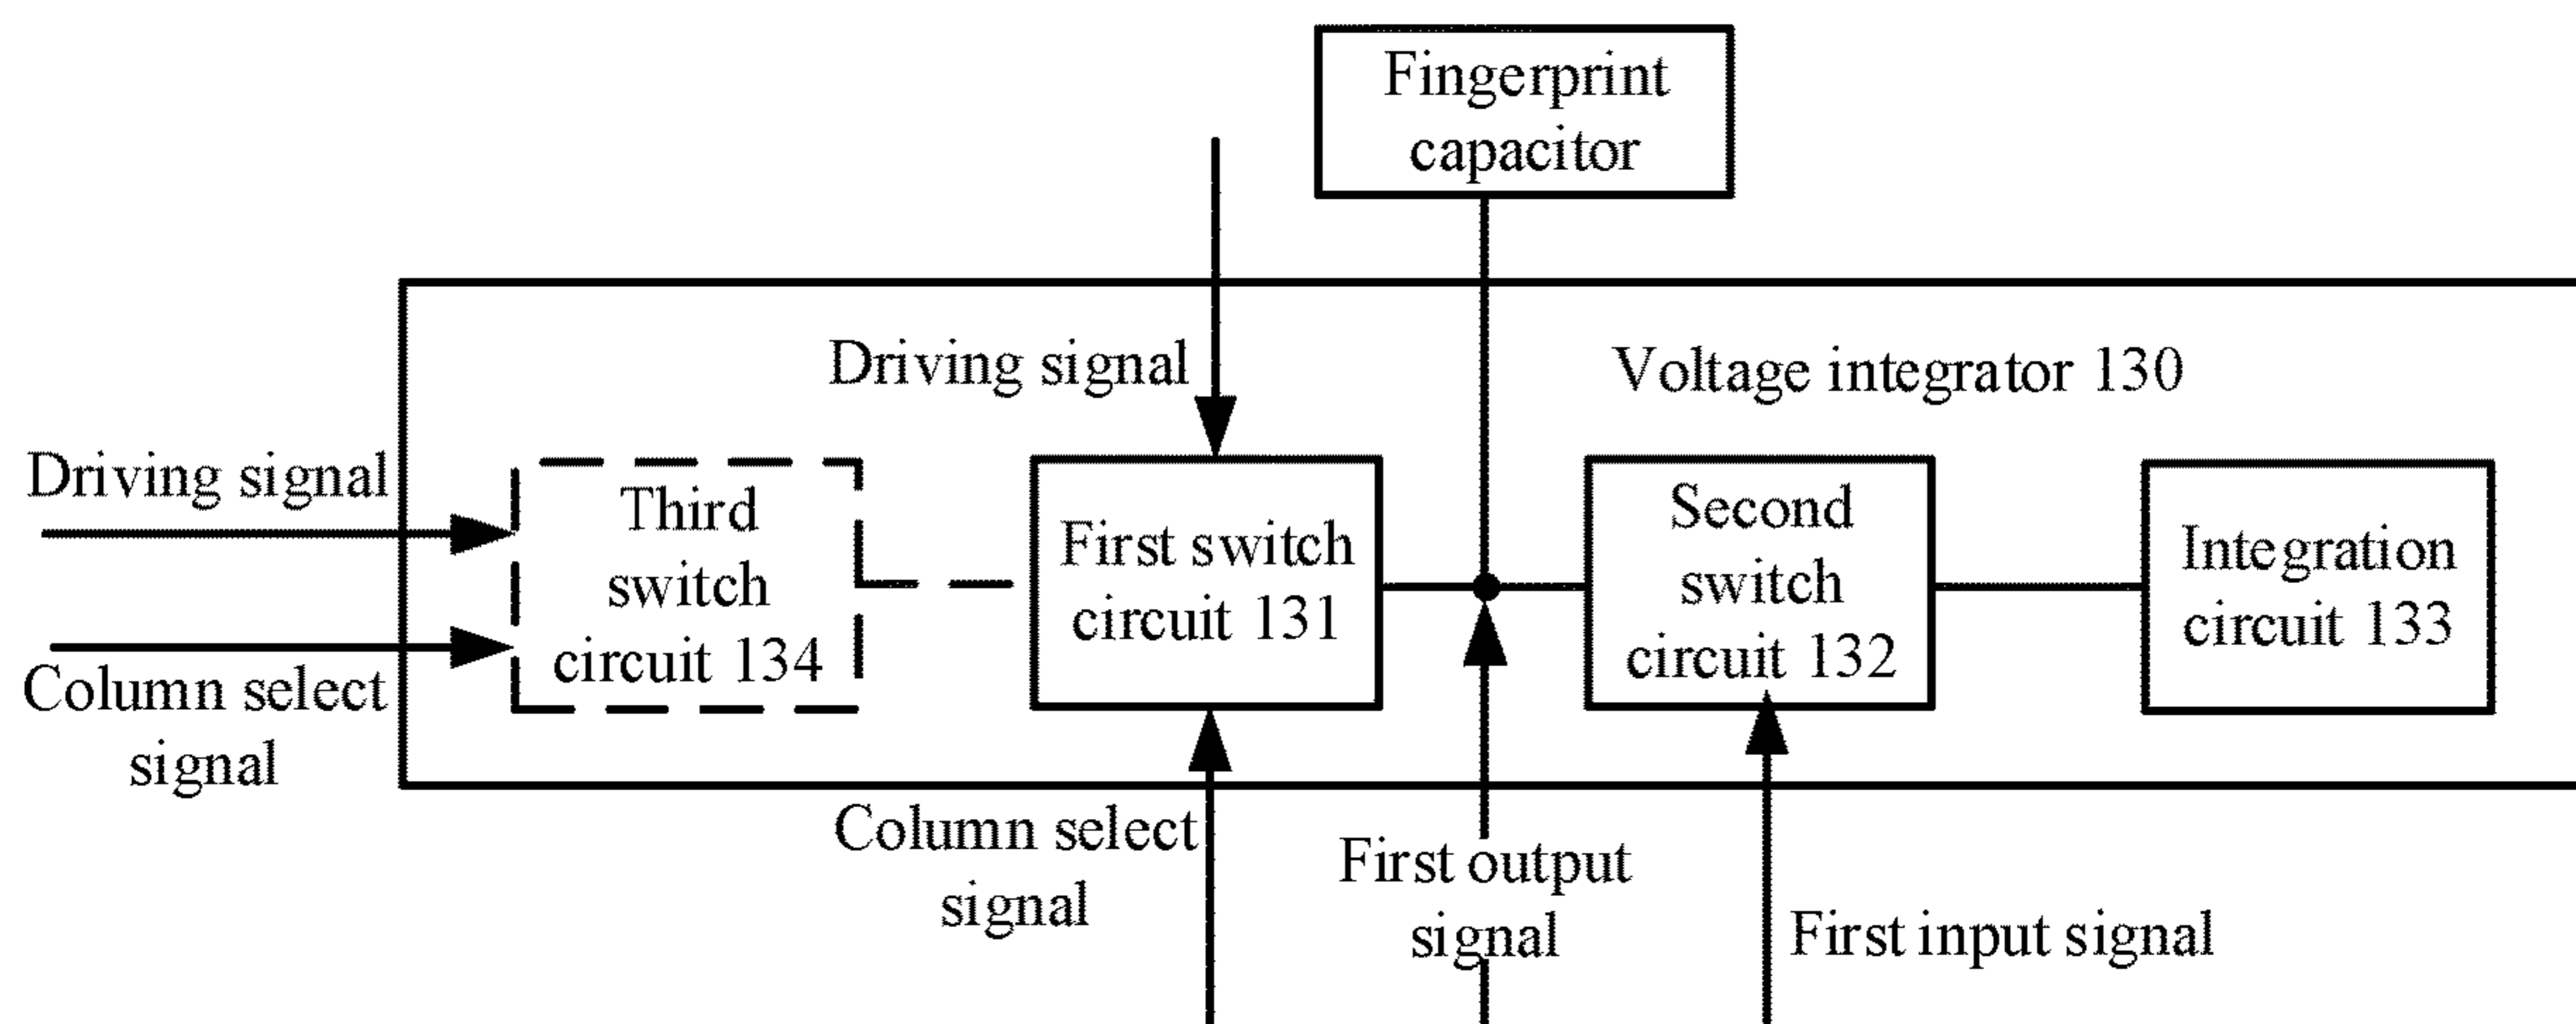 Fingerprint
capacitor
Driving signal
Voltage integrator 130
Driving signal
Third
switch
circuit 134
First switch
circuit 131
Second
switch
circuit 132
Integration
circuit 133
Column select
signal
Column select
signal
First output
signal
First input signal